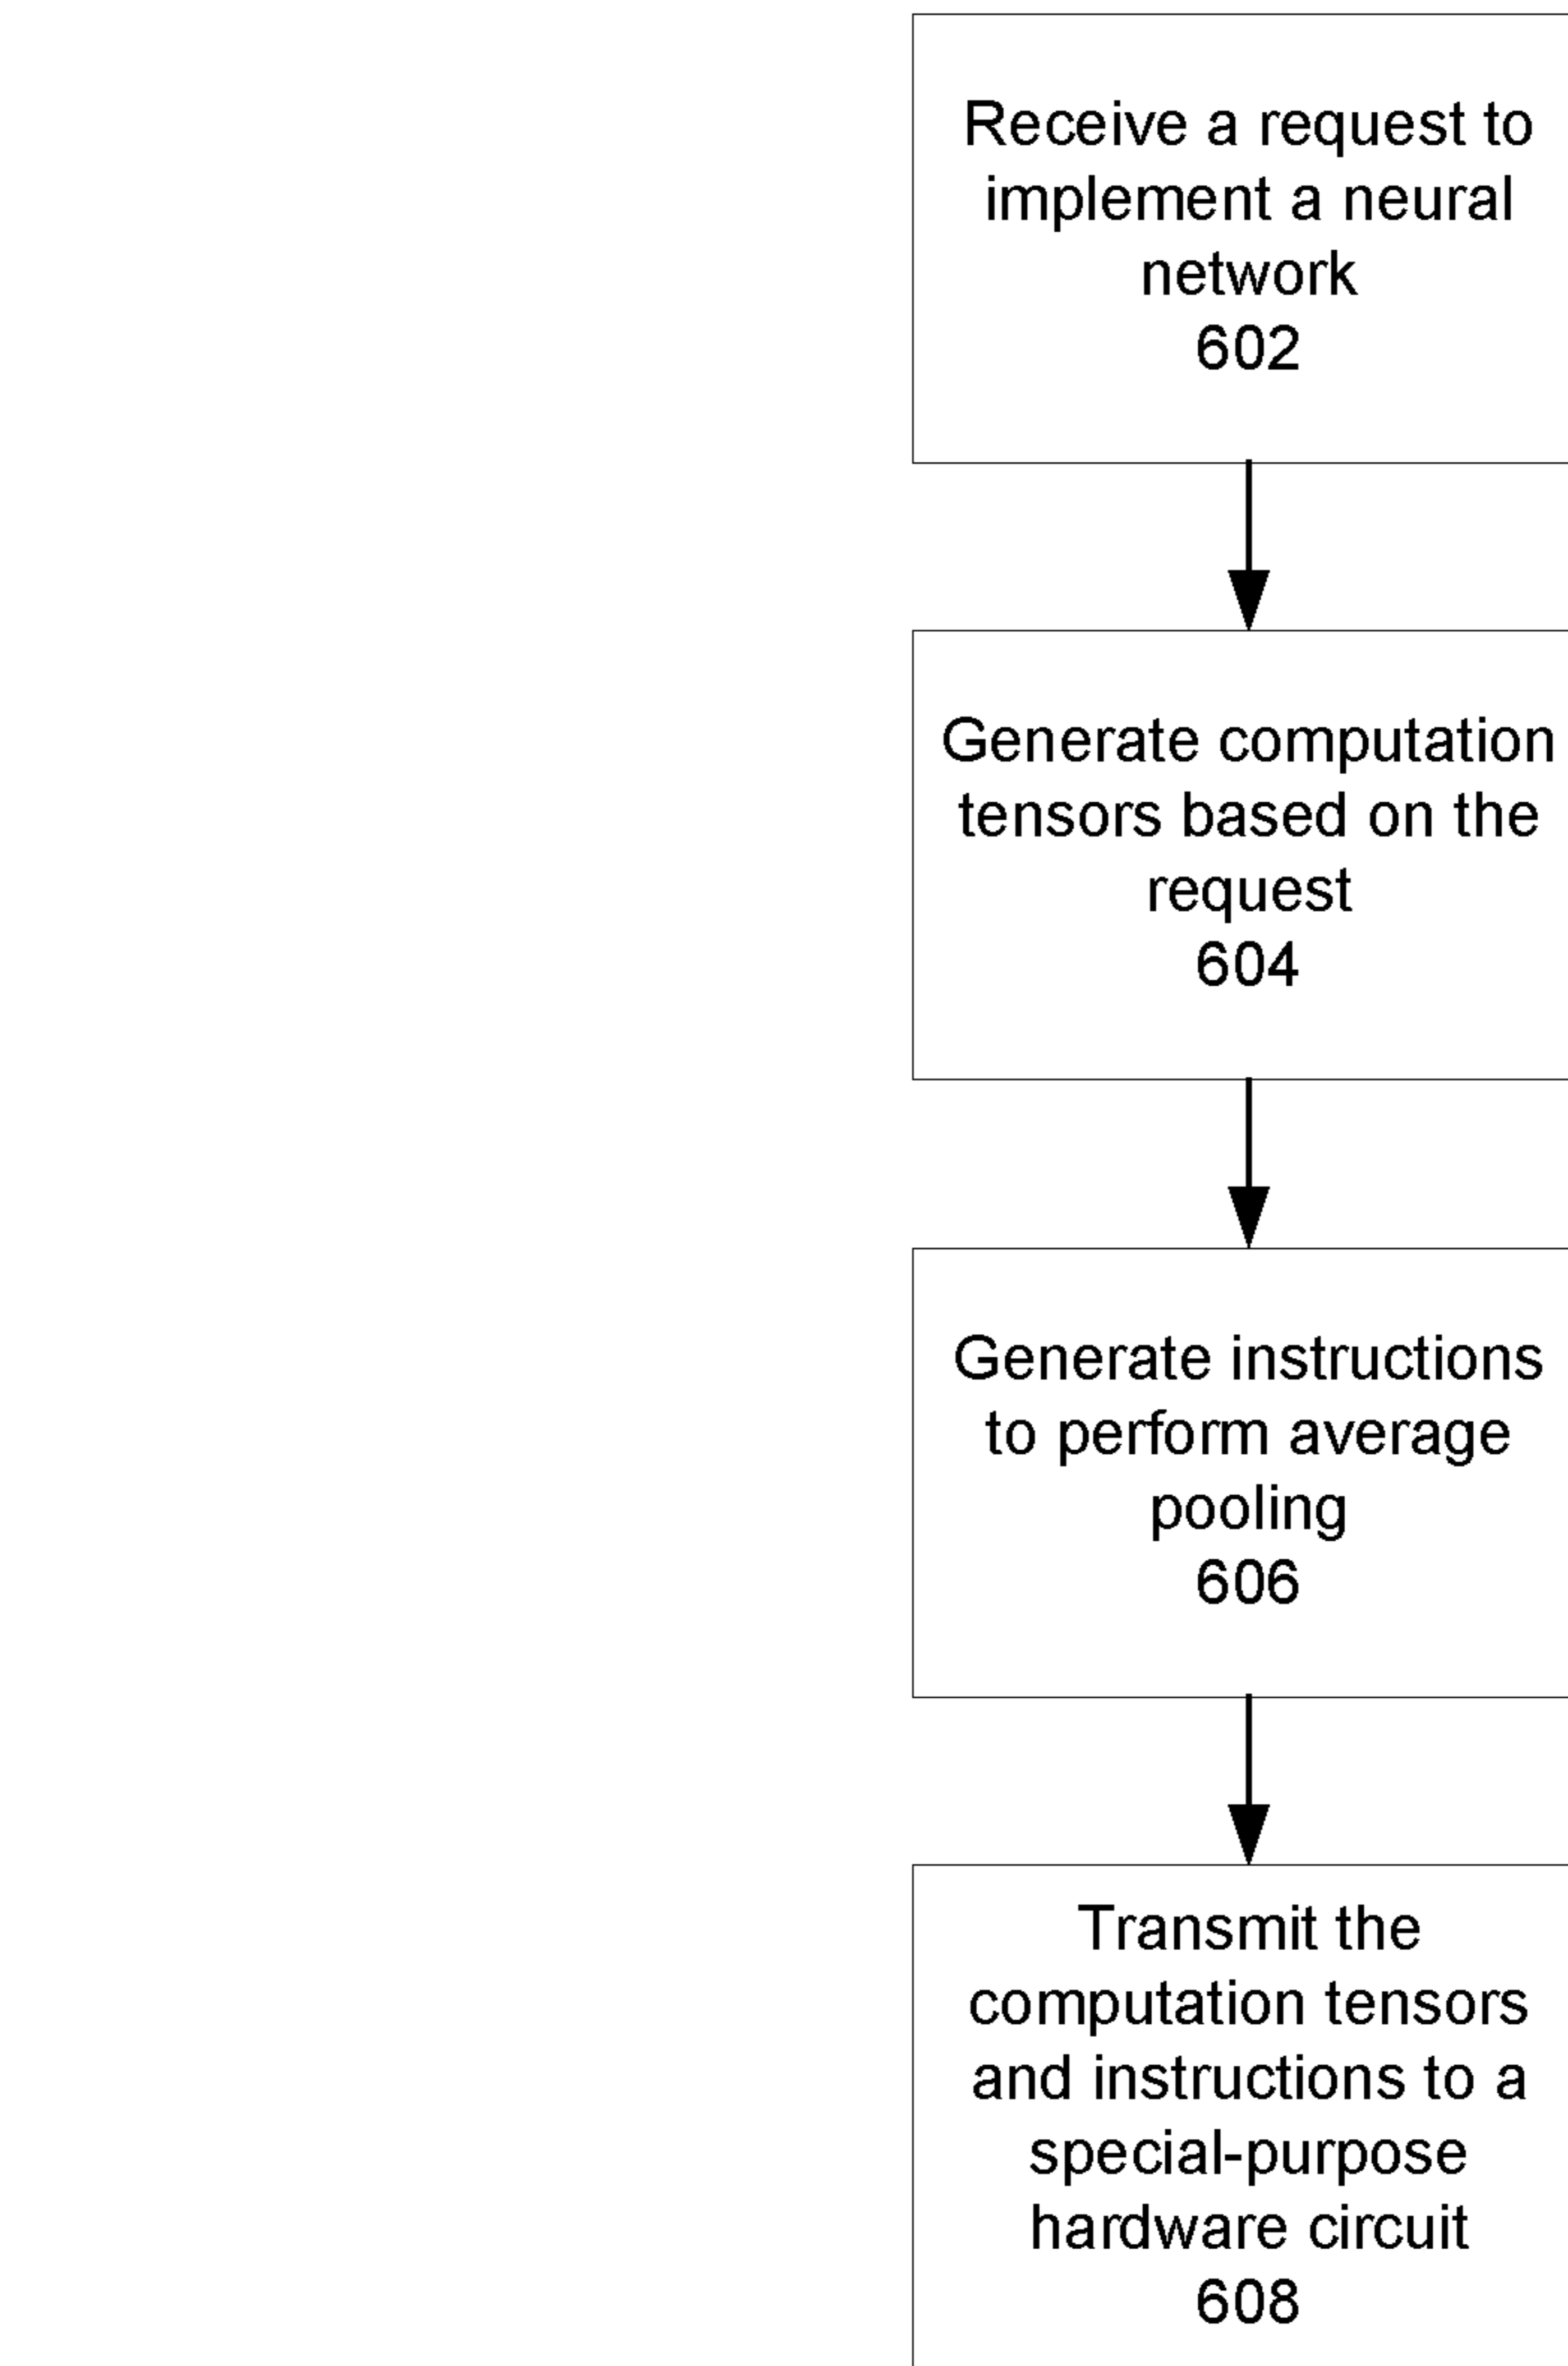 Receive a request to
implement a neural
network
602
Generate computation
tensors based on the
request
604
Generate instructions
to perform average
pooling
606
Transmit the
computation tensors
and instructions to a
special-purpose
hardware circuit
608